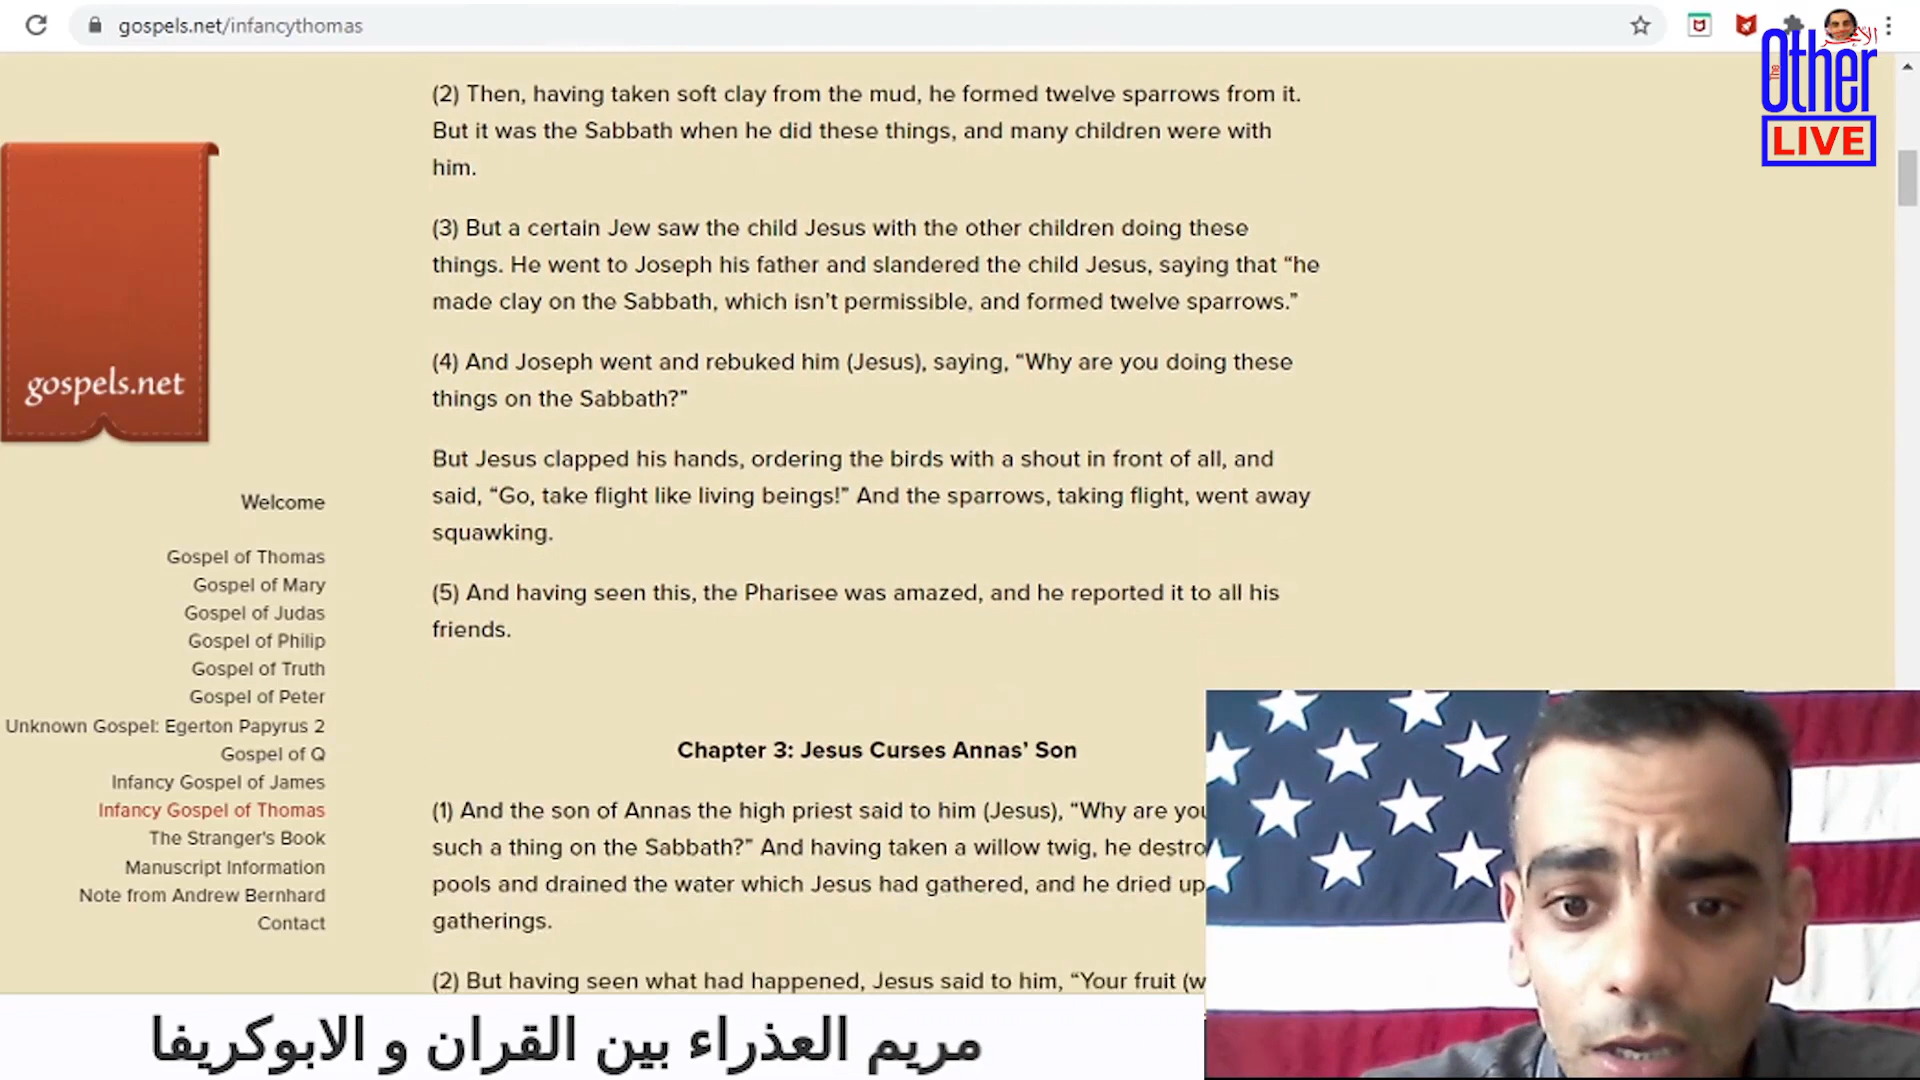 gospels.net/infancythomas
الآخر
The
Other
LIVE
(2) Then, having taken soft clay from the mud, he formed twelve sparrows from it.
But it was the Sabbath when he did these things, and many children were with
him.
(3) But a certain Jew saw the child Jesus with the other children doing these
things. He went to Joseph his father and slandered the child Jesus, saying that “he
made clay on the Sabbath, which isn’t permissible, and formed twelve sparrows.”
(4) And Joseph went and rebuked him (Jesus), saying, “Why are you doing these
things on the Sabbath?”
But Jesus clapped his hands, ordering the birds with a shout in front of all, and
said, “Go, take flight like living beings!” And the sparrows, taking flight, went away
squawking.
(5) And having seen this, the Pharisee was amazed, and he reported it to all his
friends.
Chapter 3: Jesus Curses Annas’ Son
(1) And the son of Annas the high priest said to him (Jesus), “Why are you
such a thing on the Sabbath?” And having taken a willow twig, he destro
pools and drained the water which Jesus had gathered, and he dried up
gatherings.
(2) But having seen what had happened, Jesus said to him, “Your fruit (w
gospels.net
Welcome
Gospel of Thomas
Gospel of Mary
Gospel of Judas
Gospel of Philip
Gospel of Truth
Gospel of Peter
Unknown Gospel: Egerton Papyrus 2
Gospel of Q
Infancy Gospel of James
Infancy Gospel of Thomas
The Stranger's Book
Manuscript Information
Note from Andrew Bernhard
Contact
مريم العذراء بين القران و الابوكريفا